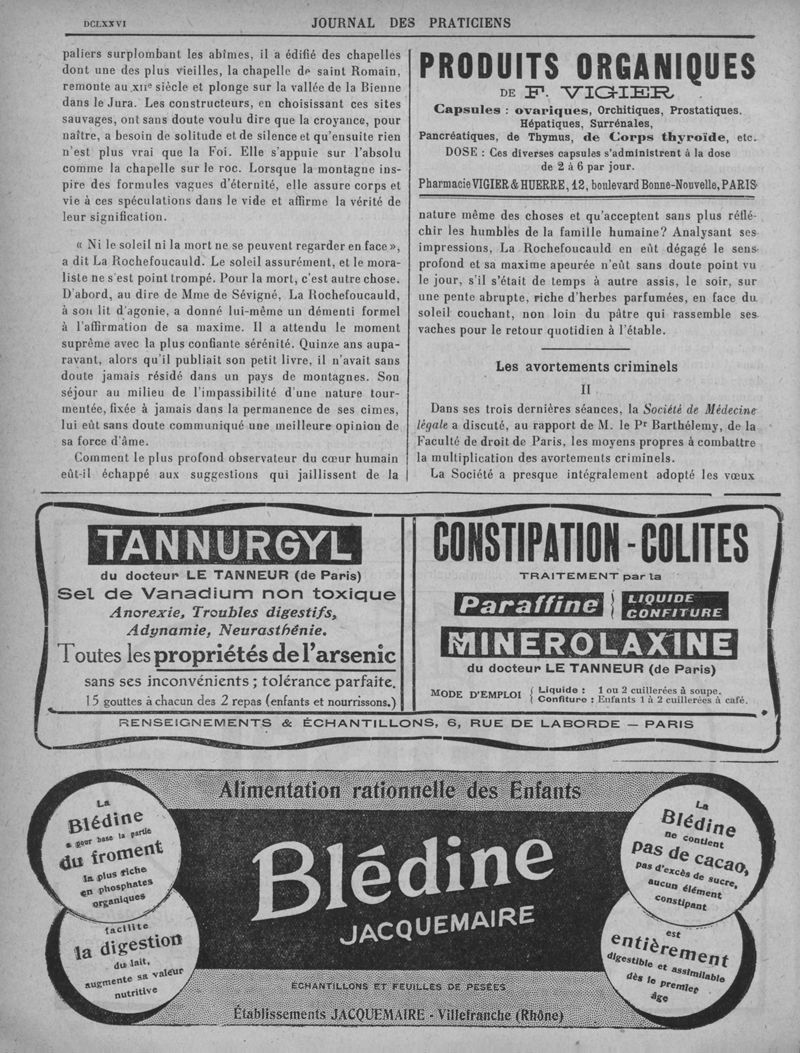 DCLXXVI
JOURNAL DES PRATICIENS
paliers surplombant les abîmes, il a édifié des chapelles
dont une des plus vieilles, la chapelle de saint Romain,
remonte au XIIe siècle et plonge sur la vallée de la Bienne
dans le Jura. Les constructeurs, en choisissant ces sites
sauvages, ont sans doute voulu dire que la croyance, pour
naître, a besoin de solitude et de silence et qu'ensuite rien
n'est plus vrai que la Foi. Elle s'appuie sur l'absolu
comme la chapelle sur le roc. Lorsque la montagne ins-
pire des formules vagues d'éternité, elle assure corps et
vie à ces spéculations dans le vide et affirme la vérité de
leur signification.
« Ni le soleil ni la mort ne se peuvent regarder en face »,
a dit La Rochefoucauld. Le soleil assurément, et le mora-
liste ne s'est point trompé. Pour la mort, c'est autre chose.
D'abord, au dire de Mme de Sévigné, La Rochefoucauld,
à son lit d'agonie, a donné lui-même un démenti formel
à l'affirmation de sa maxime. Il a attendu le moment
suprême avec la plus confiante sérénité. Quinze ans aupa-
ravant, alors qu'il publiait son petit livre, il n'avait sans
doute jamais résidé dans un pays de montagnes. Son
séjour au milieu de l'impassibilité d'une nature tour-
mentée, fixée à jamais dans la permanence de ses cimes,
lui eût sans doute communiqué une meilleure opinion de
sa force d'âme.
Comment le plus profond observateur du cœur humain
eût-il échappé aux suggestions qui jaillissent de la
PRODUITS ORGANIQUES
DE F. VIGIER
Capsules : ovariques, Orchitiques, Prostatiques.
Hépatiques, Surrénales,
Pancréatiques, de Thymus, de Corps thyroïde, etc.
DOSE : Ces diverses capsules s'administrent à la dose
de 2 à 6 par jour.
Pharmacie VIGIER & HUERRE, 12, boulevard Bonne-Nouvelle, PARIS
nature même des choses et qu'acceptent sans plus réflé-
chir les humbles de la famille humaine? Analysant ses
impressions, La Rochefoucauld en eût dégagé le sens
profond et sa maxime apeurée n'eût sans doute point vu
le jour, s'il s'était de temps à autre assis, le soir, sur
une pente abrupte, riche d'herbes parfumées, en face du
soleil couchant, non loin du pâtre qui rassemble ses
vaches pour le retour quotidien à l'étable.
Les avortements criminels
II
Dans ses trois dernières séances, la Société de Médecine
légale a discuté, au rapport de M. le Pr Barthélemy, de la
Faculté de droit de Paris, les moyens propres à combattre
la multiplication des avortements criminels.
La Société a presque intégralement adopté les vœux
TANNURGYL
du docteur LE TANNEUR (de Paris)
Sel de Vanadium non toxique
Anorexie, Troubles digestifs,
Adynamie, Neurasthénie.
Toutes les propriétés de l'arsenic
sans ses inconvénients ; tolérance parfaite.
15 gouttes à chacun des 2 repas (enfants et nourrissons.)
CONSTIPATION - COLITES
TRAITEMENT par la
Paraffine { LIQUIDE
CONFITURE
MINEROLAXINE
du docteur LE TANNEUR (de Paris)
MODE D'EMPLOI { Liquide : 1 ou 2 cuillerées à soupe.
Confiture : Enfants 1 à 2 cuillerées à café.
RENSEIGNEMENTS & ÉCHANTILLONS, 6, RUE DE LABORDE — PARIS
Alimentation rationnelle des Enfants
La
Blédine
a pour base la partie
du froment
la plus riche
en phosphates
organiques
facilite
la digestion
du lait,
augmente sa valeur
nutritive
Blédine
JACQUEMAIRE
La
Blédine
ne contient
pas de cacao,
pas d'excès de sucre,
aucun élément
constipant
est
entièrement
digestible et assimilable
dès le premier
âge
ÉCHANTILLONS ET FEUILLES DE PESÉES
Établissements JACQUEMAIRE - Villefranche (Rhône)